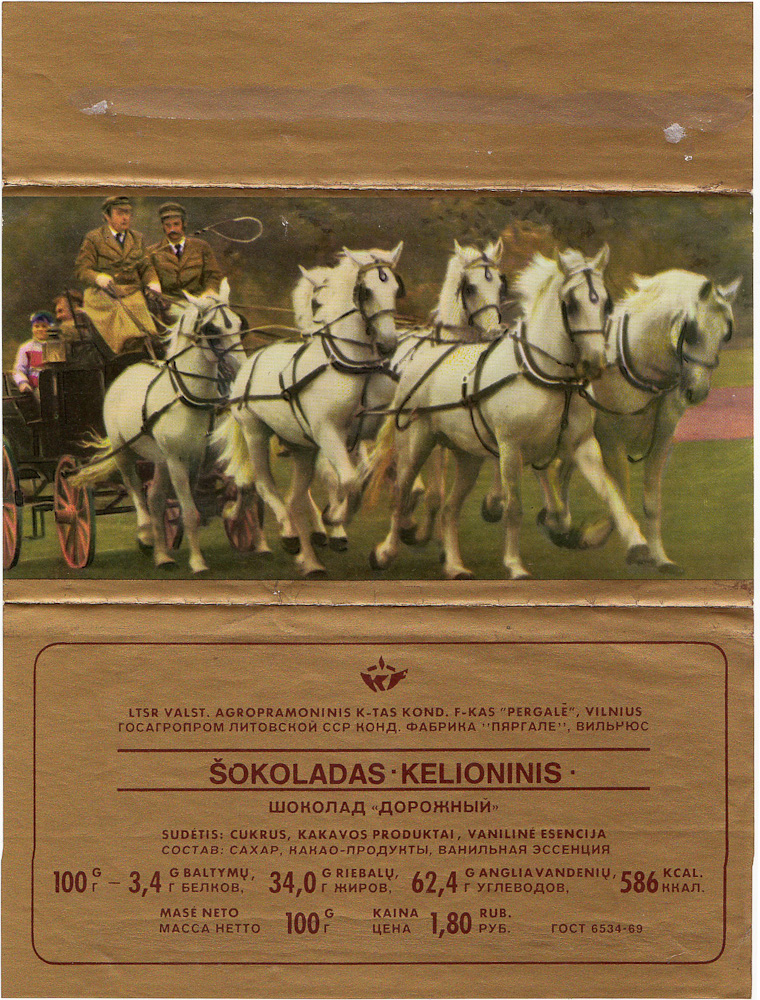 LTSR VALST. AGROPRAMONINIS K-TAS KOND. F-KAS "PERGALĖ", VILNIUS
ГОСАГРОПРОМ ЛИТОВСКОЙ ССР КОНД. ФАБРИКА "ПЯРГАЛЕ", ВИЛЬНЮС
ŠOKOLADAS · KELIONINIS ·
ШОКОЛАД «ДОРОЖНЫЙ»
SUDĖTIS: CUKRUS, KAKAVOS PRODUKTAI, VANILINĖ ESENCIJA
СОСТАВ: САХАР, КАКАО-ПРОДУКТЫ, ВАНИЛЬНАЯ ЭССЕНЦИЯ
100 G – 3,4 G BALTYMŲ, 34,0 G RIEBALŲ, 62,4 G ANGLIAVANDENIŲ, 586 KCAL.
Г Г БЕЛКОВ, Г ЖИРОВ, Г УГЛЕВОДОВ, ККАЛ.
MASĖ NETO 100 G KAINA 1,80 RUB.
МАССА НЕТТО Г ЦЕНА РУБ. ГОСТ 6534-69